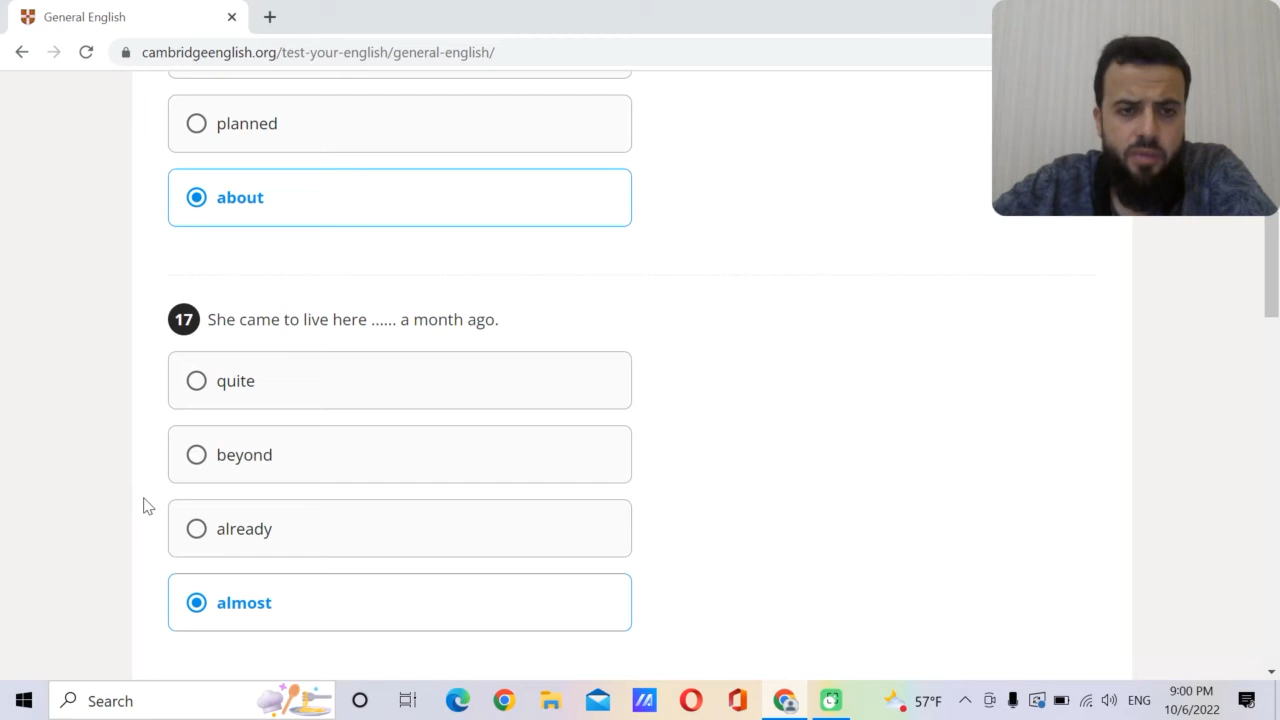 General English
cambridgeenglish.org/test-your-english/general-english/
planned
about
17 She came to live here ...... a month ago.
quite
beyond
already
almost
Search
57°F
ENG
9:00 PM
10/6/2022